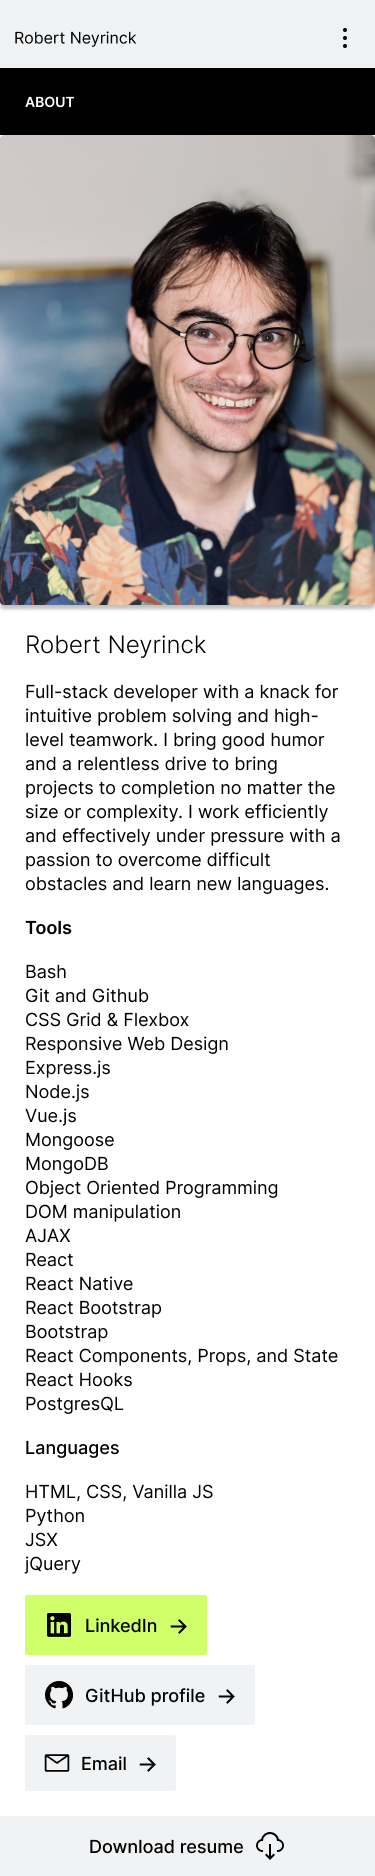 Robert Neyrinck
ABOUT
Robert Neyrinck
Full-stack developer with a knack for
intuitive problem solving and high-
level teamwork. I bring good humor
and a relentless drive to bring
projects to completion no matter the
size or complexity. I work efficiently
and effectively under pressure with a
passion to overcome difficult
obstacles and learn new languages.
Tools
Bash
Git and Github
CSS Grid & Flexbox
Responsive Web Design
Express.js
Node.js
Vue.js
Mongoose
MongoDB
Object Oriented Programming
DOM manipulation
AJAX
React
React Native
React Bootstrap
Bootstrap
React Components, Props, and State
React Hooks
PostgresQL
Languages
HTML, CSS, Vanilla JS
Python
JSX
jQuery
in LinkedIn →
GitHub profile →
Email →
Download resume